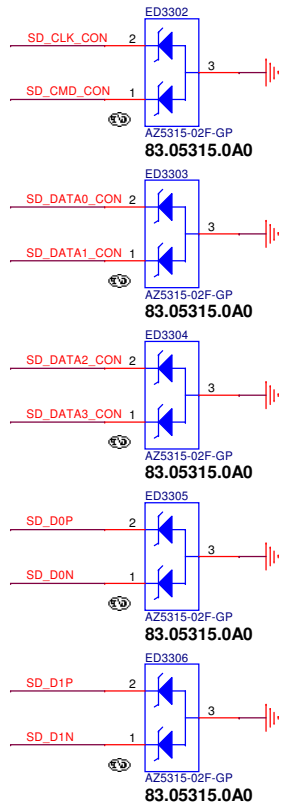 ED3302
SD_CLK_CON 2
3
SD_CMD_CON 1
AZ5315-02F-GP
83.05315.0A0
ED3303
SD_DATA0_CON 2
3
SD_DATA1_CON 1
AZ5315-02F-GP
83.05315.0A0
ED3304
SD_DATA2_CON 2
3
SD_DATA3_CON 1
AZ5315-02F-GP
83.05315.0A0
ED3305
SD_D0P 2
3
SD_D0N 1
AZ5315-02F-GP
83.05315.0A0
ED3306
SD_D1P 2
3
SD_D1N 1
AZ5315-02F-GP
83.05315.0A0